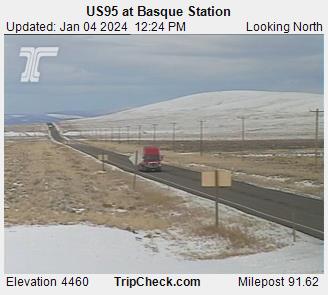 US95 at Basque Station
Updated: Jan 04 2024 12:24 PM Looking North
Elevation 4460 TripCheck.com Milepost 91.62